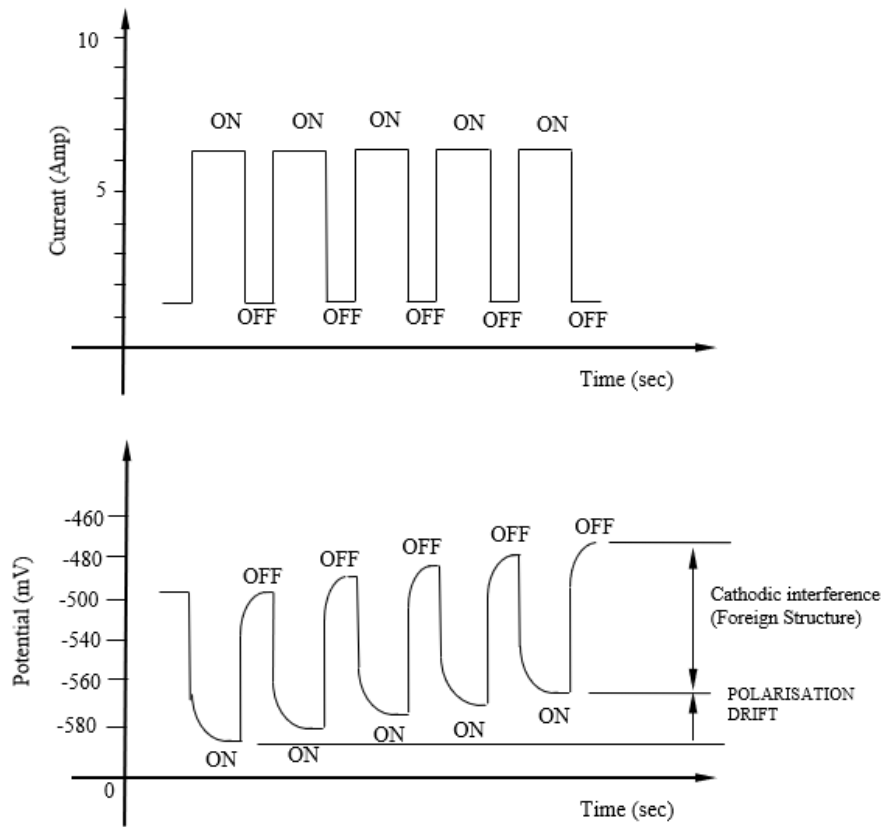 10
ON ON ON ON ON
5
Current (Amp)
OFF OFF OFF OFF OFF
Time (sec)
-460
-480
-500
-540
-560
-580
0
Potential (mV)
OFF OFF OFF OFF OFF
ON ON ON ON ON
Cathodic interference
(Foreign Structure)
POLARISATION
DRIFT
Time (sec)